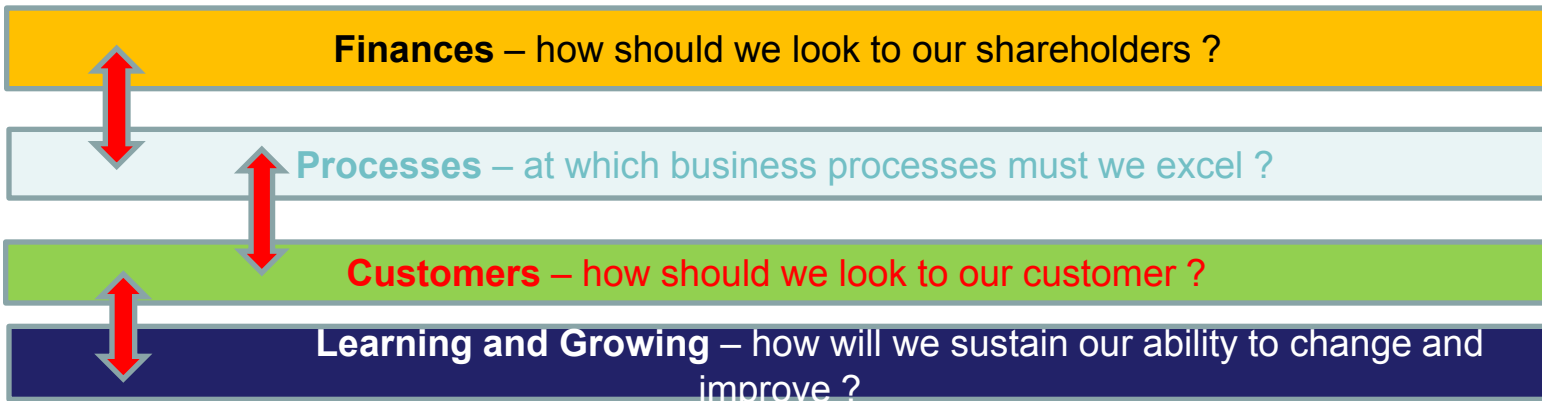 Finances – how should we look to our shareholders ?
Processes – at which business processes must we excel ?
Customers – how should we look to our customer ?
Learning and Growing – how will we sustain our ability to change and
improve ?